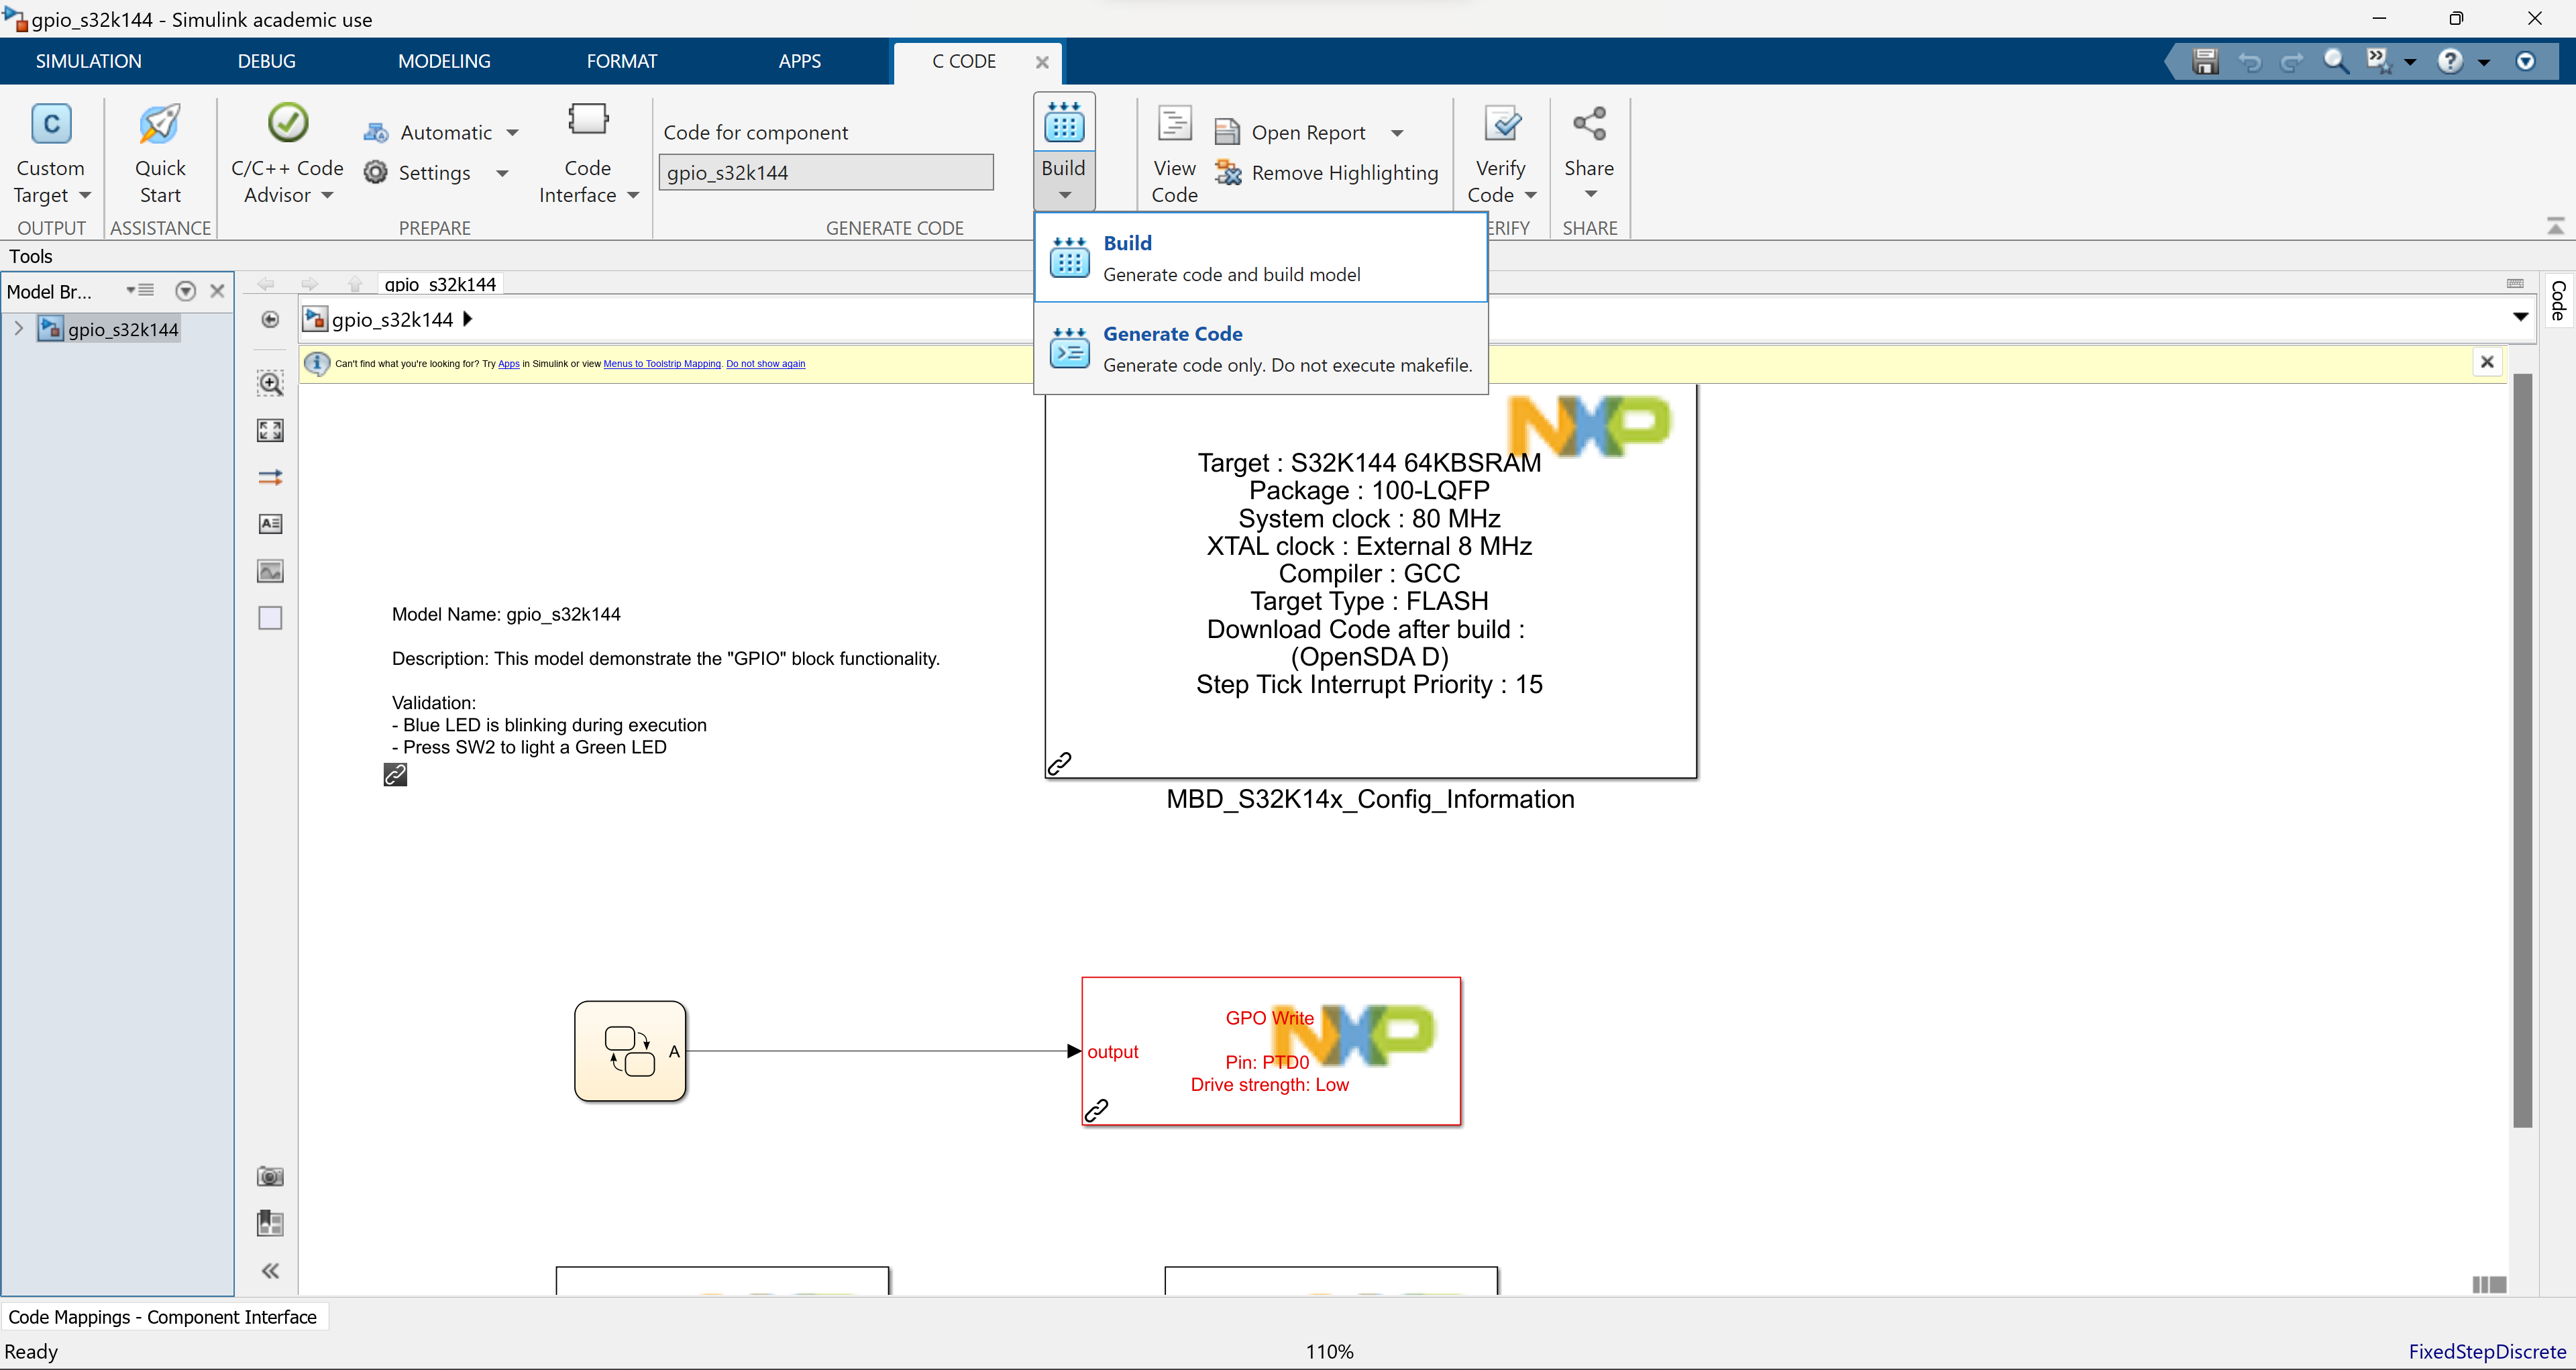 gpio_s32k144 - Simulink academic use
SIMULATION
DEBUG
MODELING
FORMAT
APPS
C CODE
Custom
Target
OUTPUT
Quick
Start
ASSISTANCE
C/C++ Code
Advisor
Automatic
Settings
Code
Interface
PREPARE
Code for component
gpio_s32k144
GENERATE CODE
Build
View
Code
Open Report
Remove Highlighting
Verify
Code
ERIFY
Share
SHARE
Build
Generate code and build model
Generate Code
Generate code only. Do not execute makefile.
Tools
Model Br...
gpio_s32k144
gpio_s32k144
gpio_s32k144
Code
Can't find what you're looking for? Try Apps in Simulink or view Menus to Toolstrip Mapping. Do not show again
NXP
Target : S32K144 64KBSRAM
Package : 100-LQFP
System clock : 80 MHz
XTAL clock : External 8 MHz
Compiler : GCC
Target Type : FLASH
Download Code after build :
(OpenSDA D)
Step Tick Interrupt Priority : 15
MBD_S32K14x_Config_Information
Model Name: gpio_s32k144
Description: This model demonstrate the "GPIO" block functionality.
Validation:
- Blue LED is blinking during execution
- Press SW2 to light a Green LED
A
output
NXP
GPO Write
Pin: PTD0
Drive strength: Low
Code Mappings - Component Interface
Ready
110%
FixedStepDiscrete